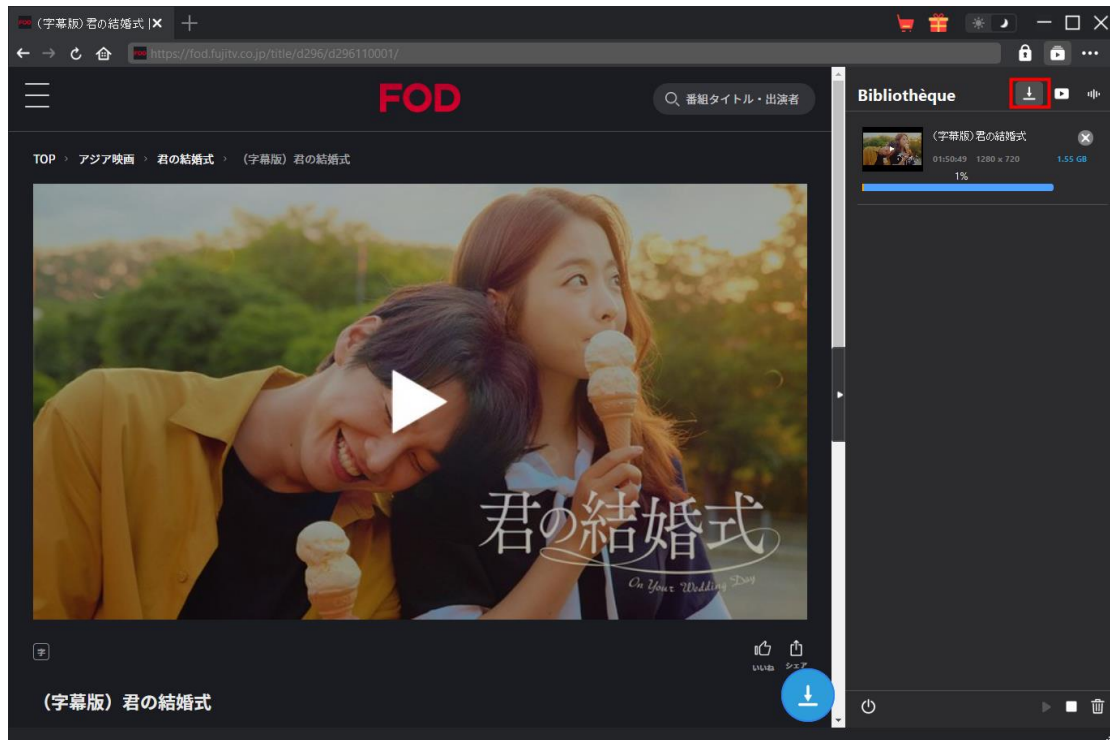 (字幕版) 君の結婚式 |
https://fod.fujitv.co.jp/title/d296/d296110001/
FOD
番組タイトル・出演者
TOP › アジア映画 › 君の結婚式 › （字幕版）君の結婚式
君の結婚式
On Your Wedding Day
字
いいね シェア
（字幕版）君の結婚式
Bibliothèque
(字幕版) 君の結婚式
01:50:49 1280 x 720 1.55 GB
1%